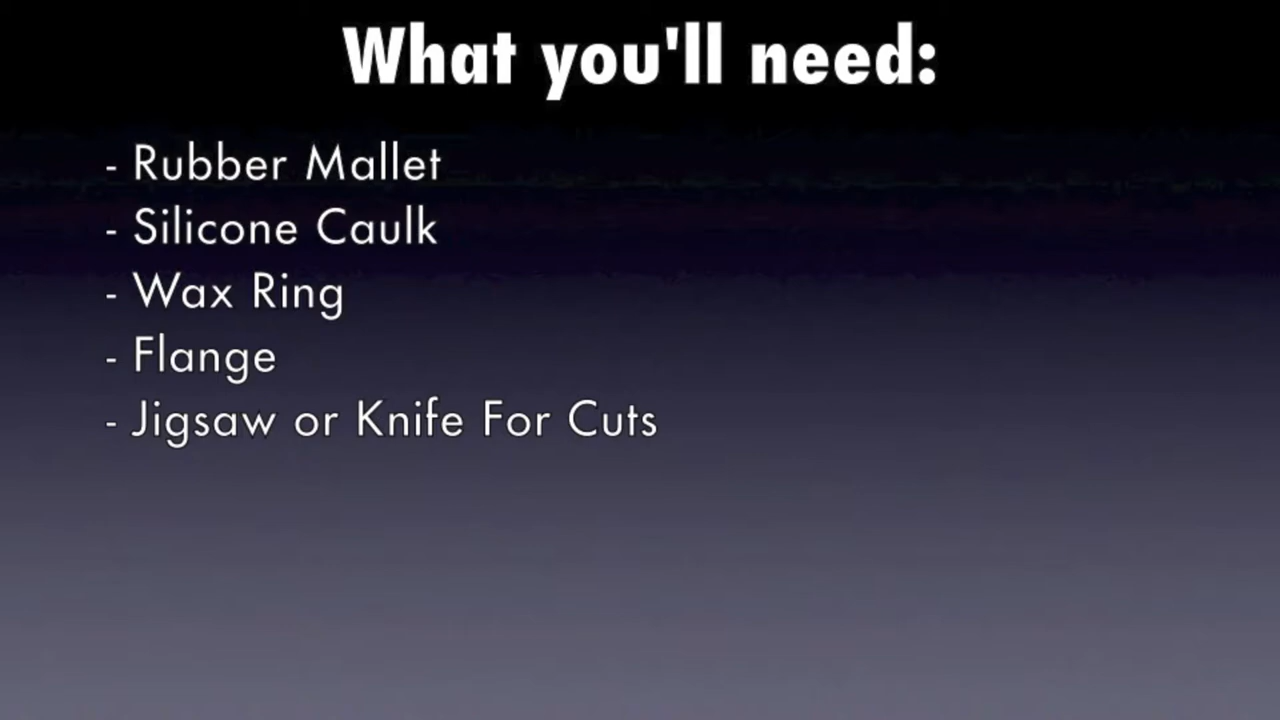 What you'll need:
- Rubber Mallet
- Silicone Caulk
- Wax Ring
- Flange
- Jigsaw or Knife For Cuts